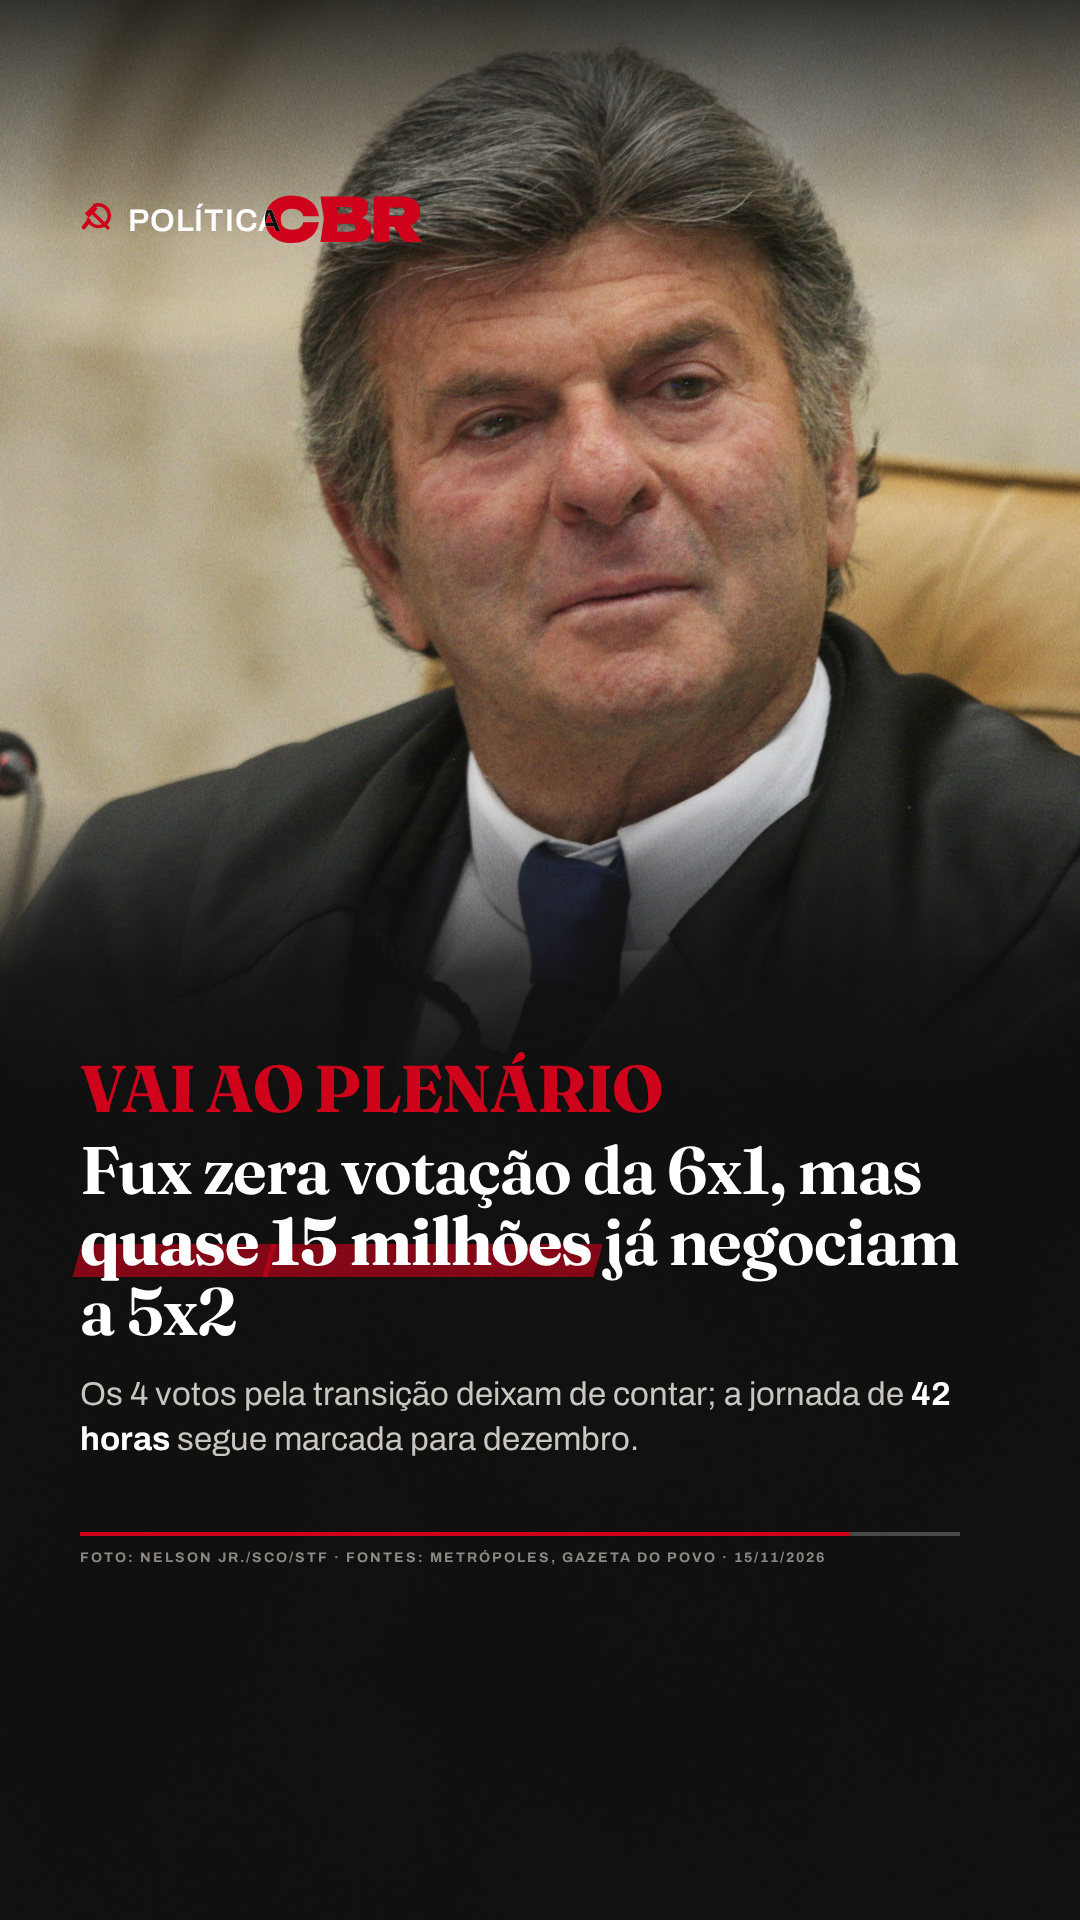 POLÍTICA CBR
VAI AO PLENÁRIO
Fux zera votação da 6x1, mas
quase 15 milhões já negociam
a 5x2
Os 4 votos pela transição deixam de contar; a jornada de 42
horas segue marcada para dezembro.
FOTO: NELSON JR./SCO/STF · FONTES: METRÓPOLES, GAZETA DO POVO · 15/11/2026